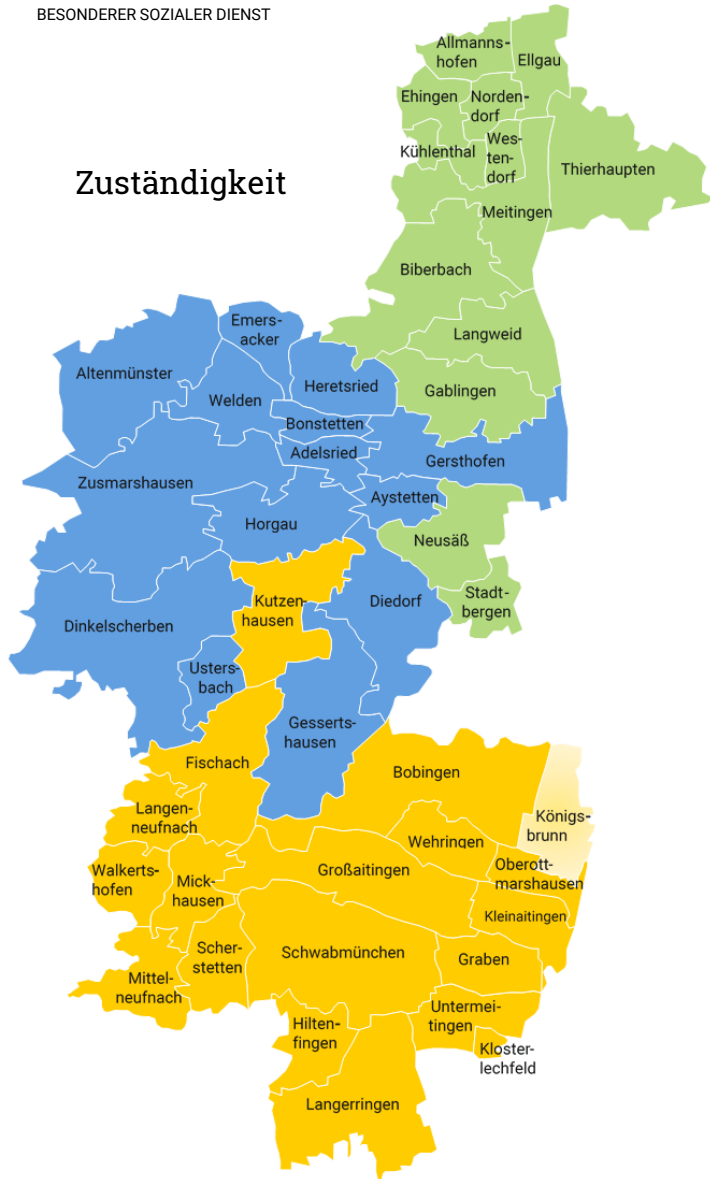 BESONDERER SOZIALER DIENST
Zuständigkeit
Allmanns-
hofen
Ellgau
Ehingen
Norden-
dorf
Kühlenthal
Wes-
ten-
dorf
Thierhaupten
Meitingen
Biberbach
Langweid
Gablingen
Emers-
acker
Altenmünster
Welden
Heretsried
Bonstetten
Adelsried
Gersthofen
Zusmarshausen
Aystetten
Horgau
Neusäß
Stadt-
bergen
Kutzen-
hausen
Diedorf
Dinkelscherben
Usters-
bach
Gesserts-
hausen
Fischach
Bobingen
Langen-
neufnach
Königs-
brunn
Wehringen
Walkerts-
hofen
Mick-
hausen
Großaitingen
Oberott-
marshausen
Kleinaitingen
Scher-
stetten
Schwabmünchen
Graben
Mittel-
neufnach
Untermei-
tingen
Hilten-
fingen
Kloster-
lechfeld
Langerringen